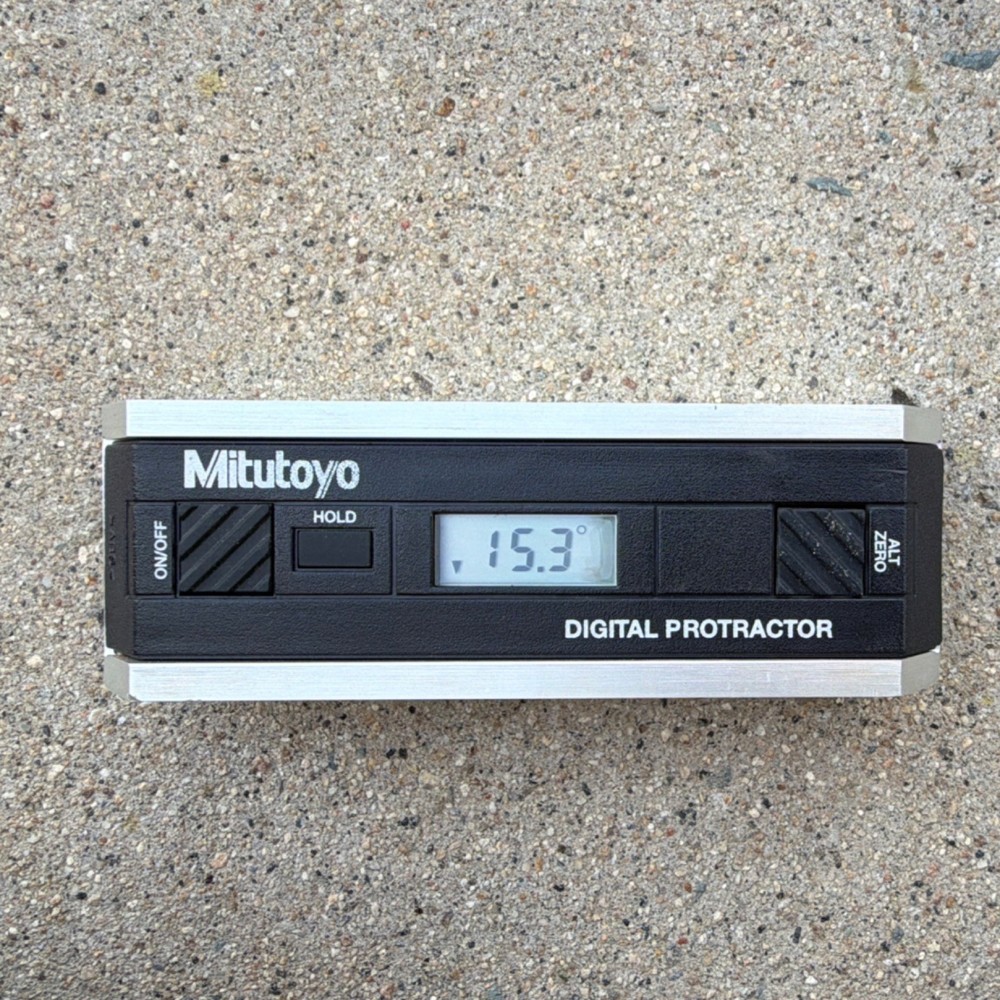 Mitutoyo
ON/OFF
HOLD
15.3°
ALT
ZERO
DIGITAL PROTRACTOR